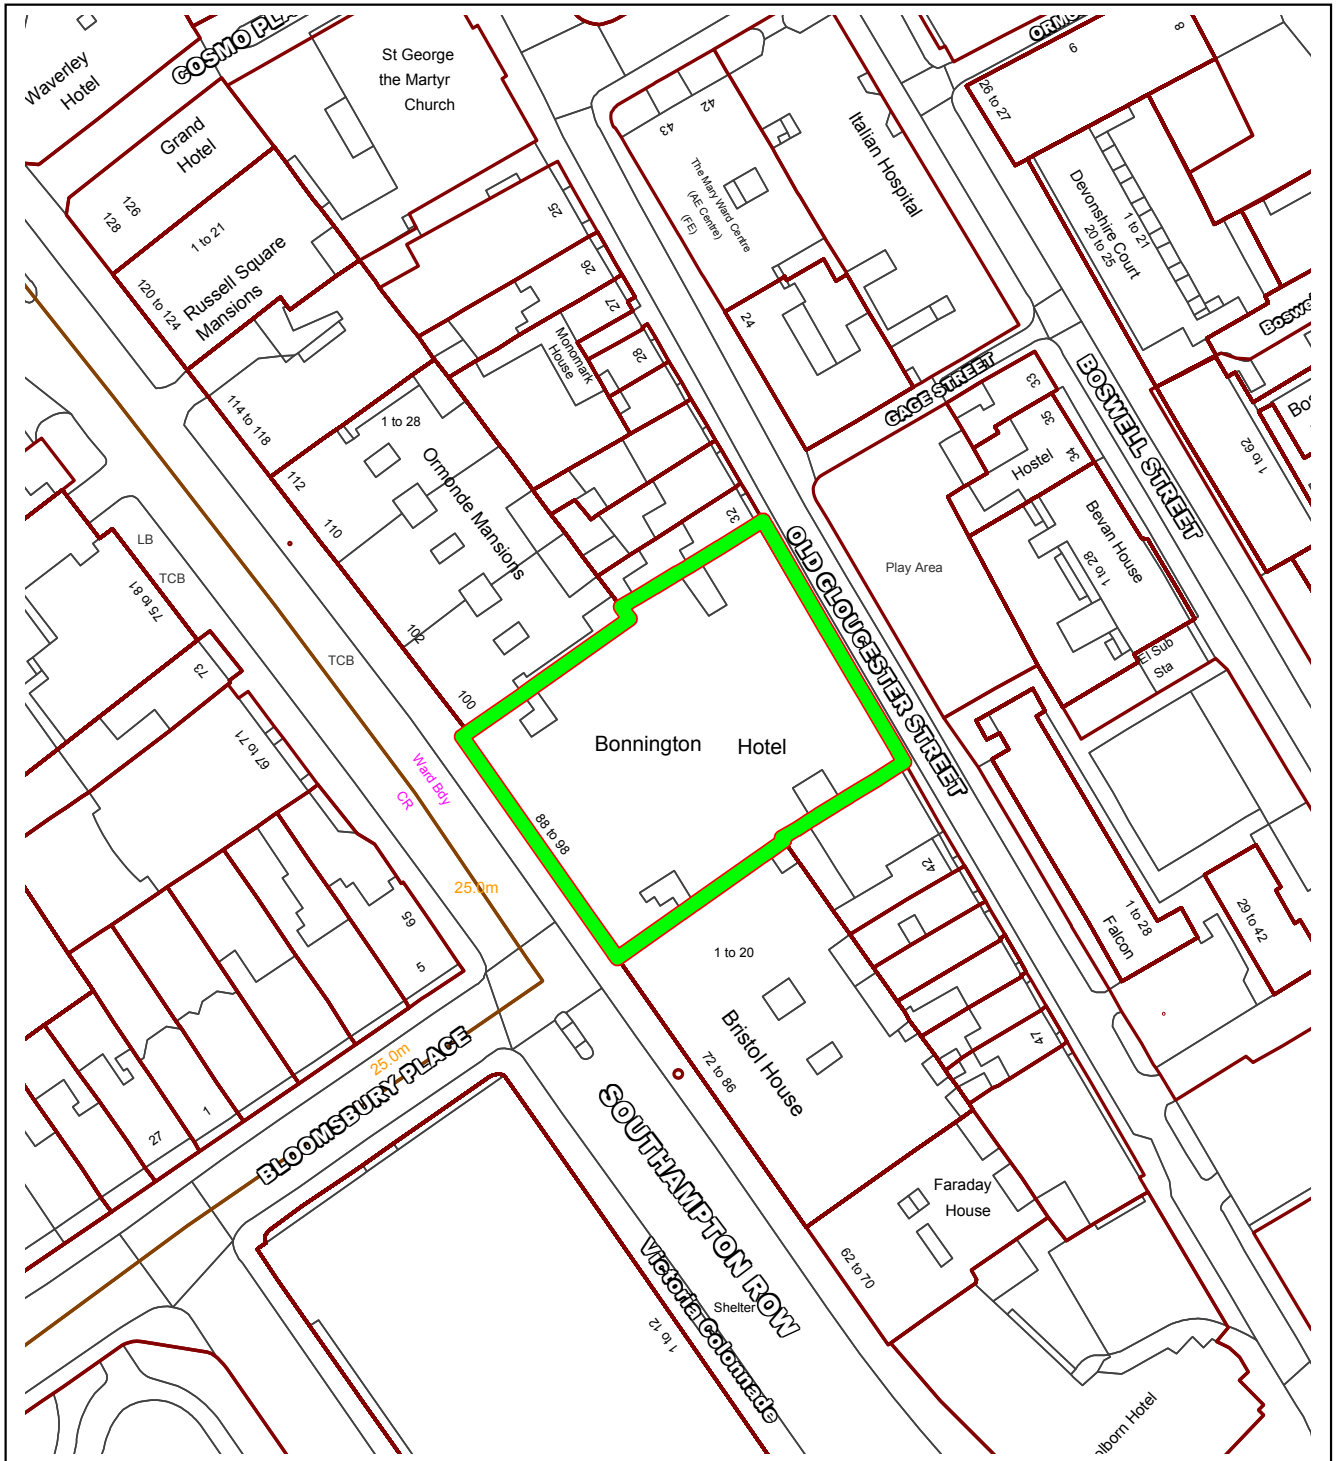 Waverley
Hotel
St George
the Martyr
Church
Grand
Hotel
126
128
1 to 21
Russell Square
Mansions
120 to 124
25
26
27
28
Monomark
House
43
42
The Mary Ward Centre
(AE Centre)
(FE)
Italian Hospital
26 to 27
9
8
Devonshire Court
1 to 21
20 to 25
24
GAGE STREET
33
35
34
Hostel
BOSWELL STREET
1 to 62
114 to 118
112
110
102
100
1 to 28
Ormonde Mansions
32
OLD GLOUCESTER STREET
Play Area
Bevan House
1 to 28
El Sub
Sta
LB
TCB
75 to 81
TCB
73
67 to 71
Ward Bdy
CR
Bonnington Hotel
88 to 98
25.0m
65
5
42
1 to 28
Falcon
29 to 42
1 to 20
Bristol House
72 to 86
47
25.0m
BLOOMSBURY PLACE
27
1
SOUTHAMPTON ROW
Faraday
House
62 to 70
Victoria Colonnade
Shelter
1 to 12